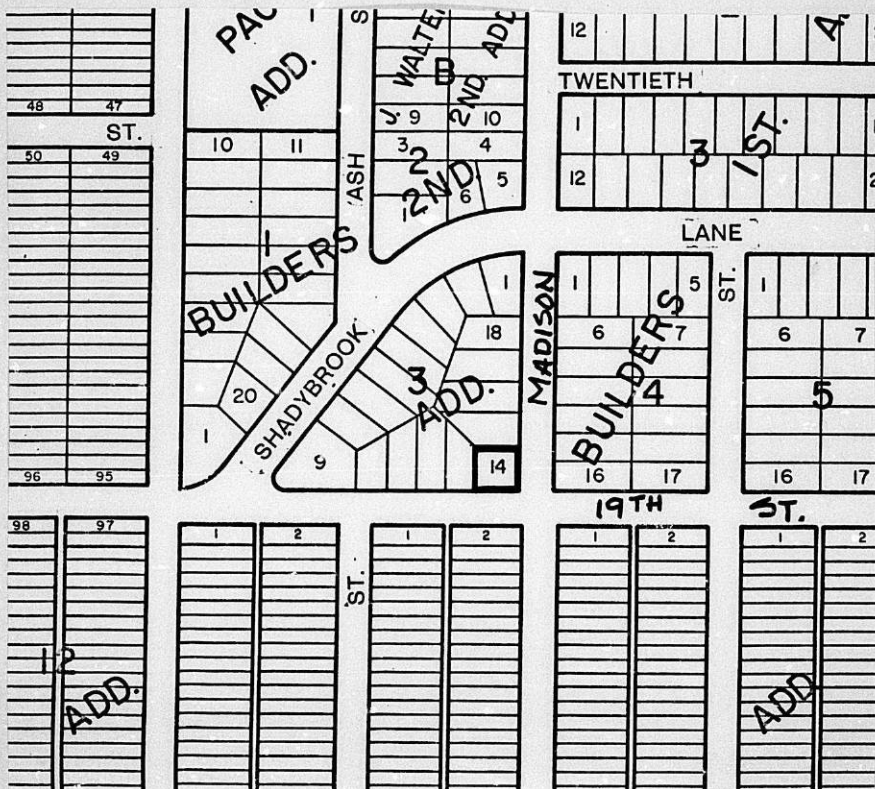 PAC
ADD.
S
WALTE
J.
2ND. ADD
B
12
A
48 47
9 10
TWENTIETH
ST.
1
3
1ST.
12
50 49
10 11
3 4
2
2ND.
5
6
ASH
LANE
1
BUILDERS
SHADYBROOK
20
1
1
18
3
ADD.
9
14
MADISON
1 5
6 7
BUILDERS
4
16 17
ST.
1
6 7
5
16 17
96 95
19TH ST.
98 97
1 2
1 2
1 2
1 2
ST.
12
ADD.
ADD